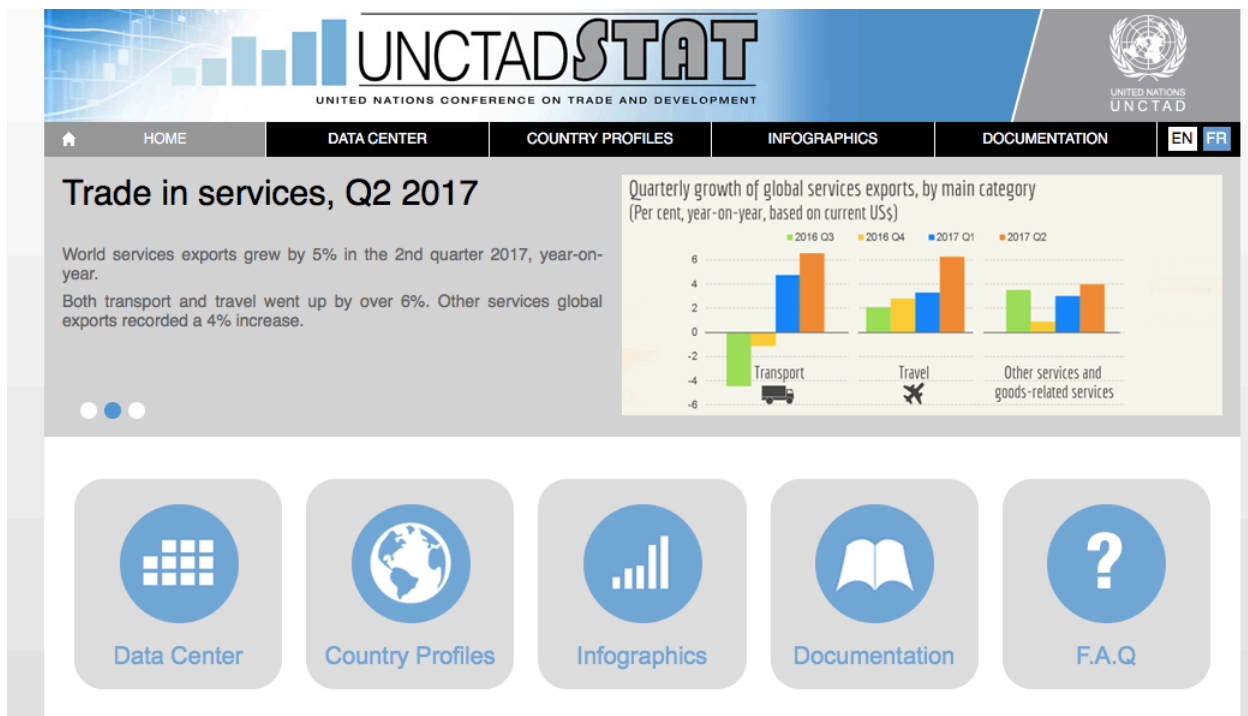 UNCTADSTAT
UNITED NATIONS CONFERENCE ON TRADE AND DEVELOPMENT
UNITED NATIONS
UNCTAD
HOME DATA CENTER COUNTRY PROFILES INFOGRAPHICS DOCUMENTATION EN FR
Trade in services, Q2 2017
World services exports grew by 5% in the 2nd quarter 2017, year-on-
year.
Both transport and travel went up by over 6%. Other services global
exports recorded a 4% increase.
Quarterly growth of global services exports, by main category
(Per cent, year-on-year, based on current US$)
2016 Q3 2016 Q4 2017 Q1 2017 Q2
6
4
2
0
-2
-4
-6
Transport Travel Other services and
goods-related services
Data Center Country Profiles Infographics Documentation F.A.Q